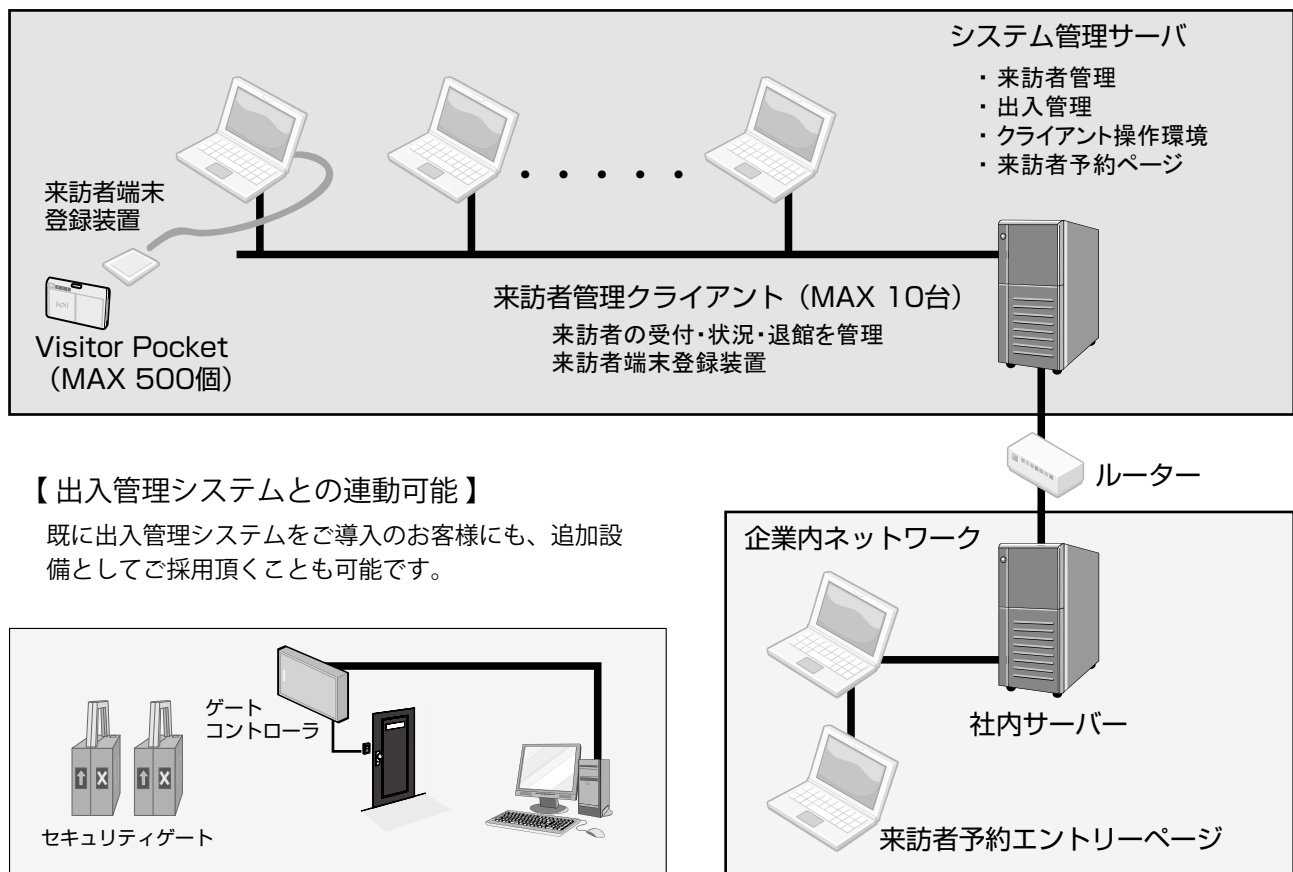 システム管理サーバ
・来訪者管理
・出入管理
・クライアント操作環境
・来訪者予約ページ
来訪者端末
登録装置
来訪者管理クライアント（MAX 10台）
来訪者の受付・状況・退館を管理
来訪者端末登録装置
Visitor Pocket
（MAX 500個）
ルーター
【 出入管理システムとの連動可能 】
既に出入管理システムをご導入のお客様にも、追加設
備としてご採用頂くことも可能です。
企業内ネットワーク
社内サーバー
来訪者予約エントリーページ
ゲート
コントローラ
セキュリティゲート